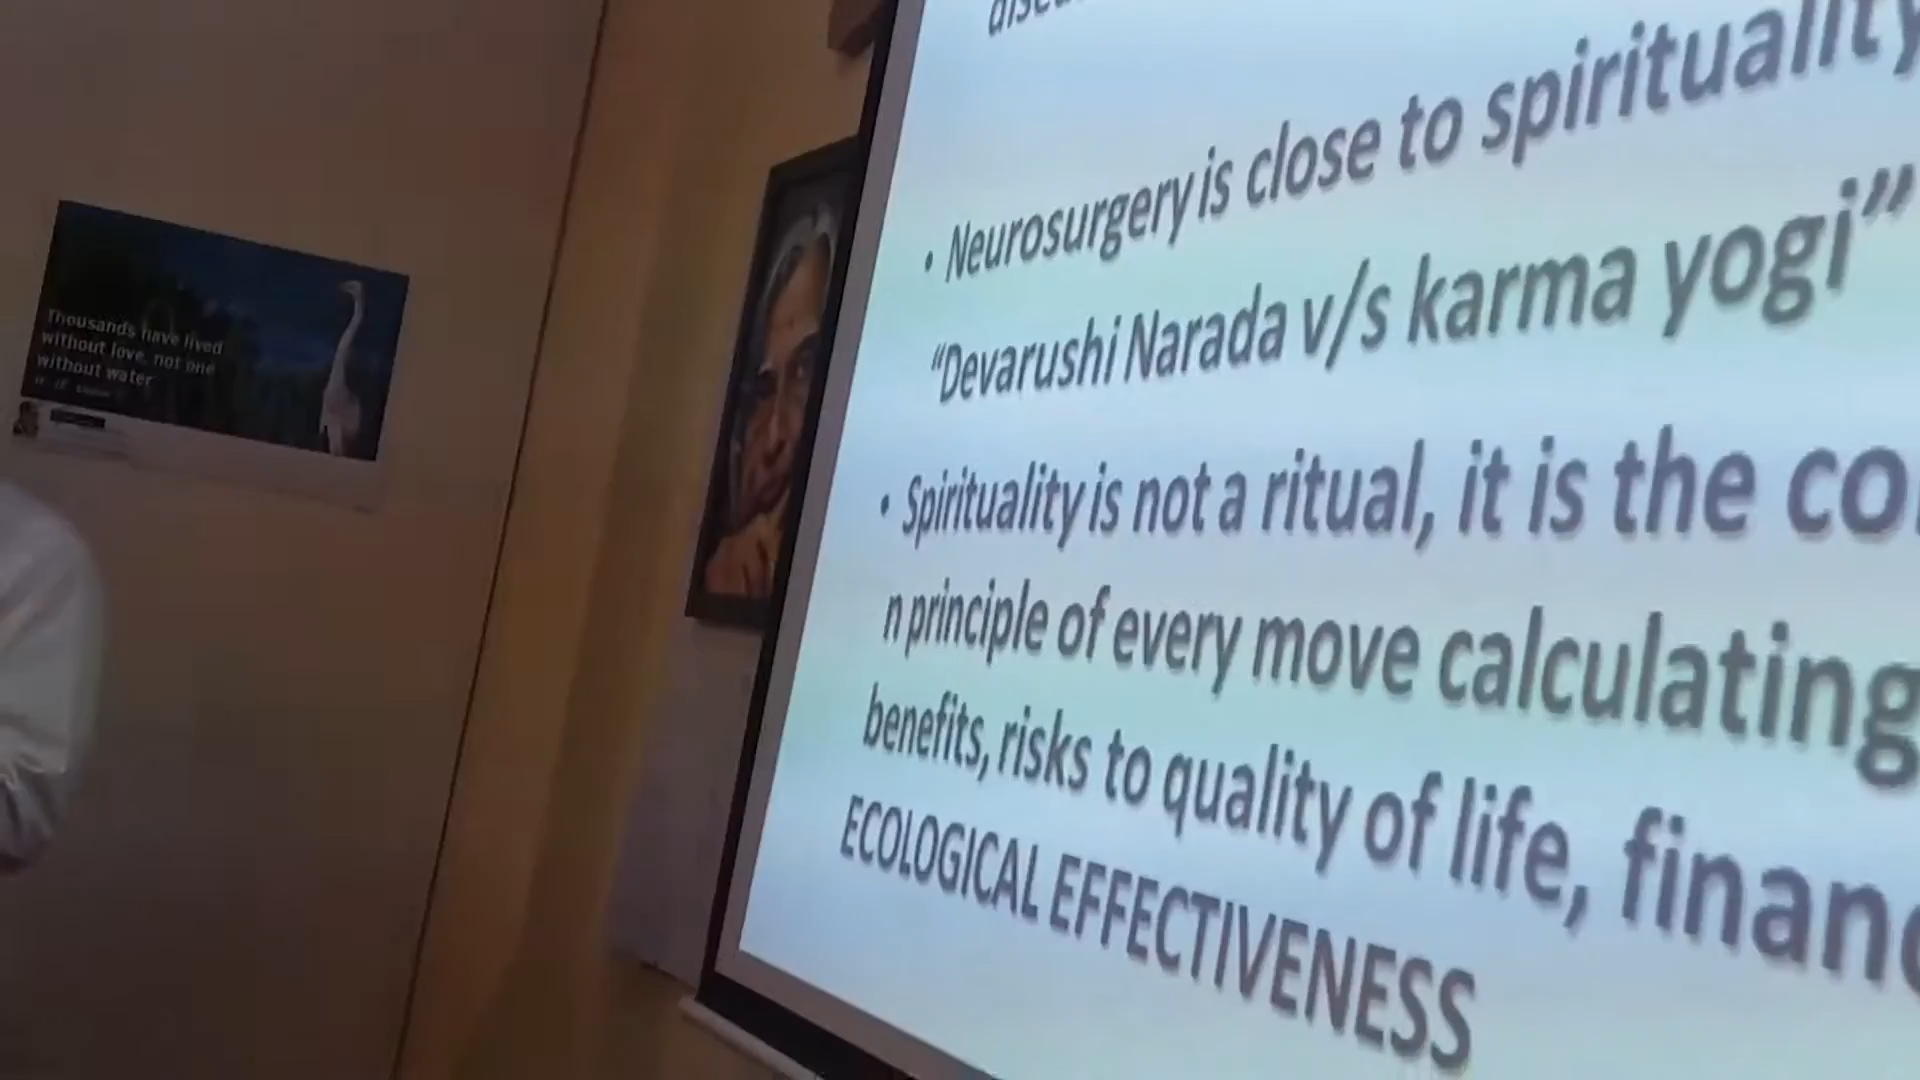 Neurosurgery is close to spirituality
"Devarushi Narada v/s karma yogi"
Spirituality is not a ritual, it is the
n principle of every move calculating
benefits, risks to quality of life,
ECOLOGICAL EFFECTIVENESS
Thousands have lived
without love, not one
without water